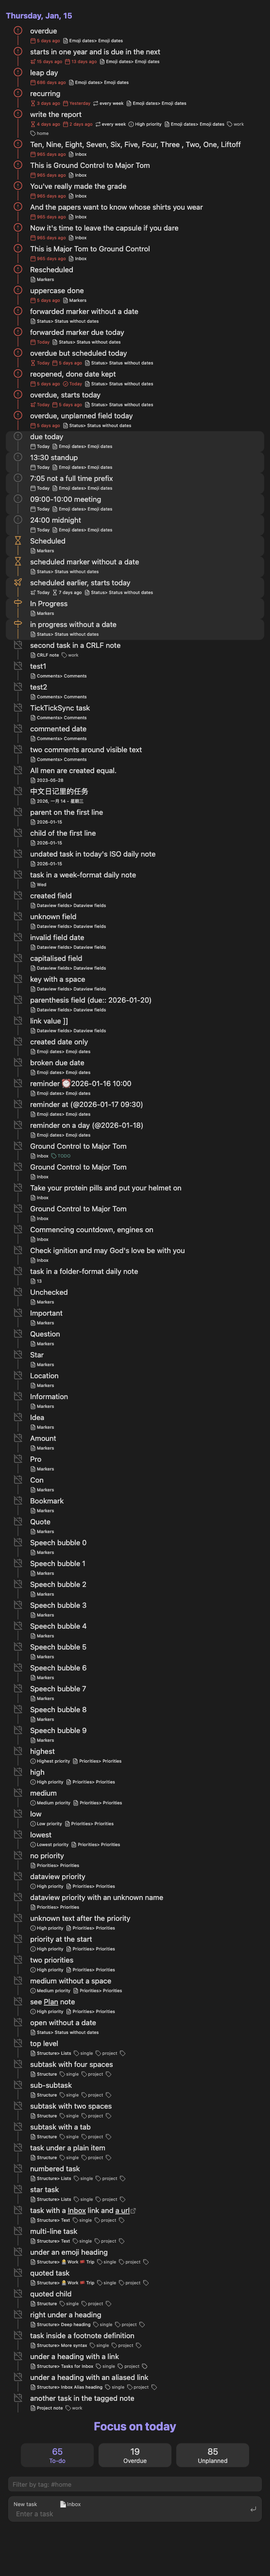 Thursday, Jan, 15
overdue
5 days ago Emoji dates> Emoji dates
starts in one year and is due in the next
15 days ago 13 days ago Emoji dates> Emoji dates
leap day
686 days ago Emoji dates> Emoji dates
recurring
3 days ago Yesterday every week Emoji dates> Emoji dates
write the report
4 days ago 2 days ago every week High priority Emoji dates> Emoji dates work
home
Ten, Nine, Eight, Seven, Six, Five, Four, Three , Two, One, Liftoff
965 days ago Inbox
This is Ground Control to Major Tom
965 days ago Inbox
You've really made the grade
965 days ago Inbox
And the papers want to know whose shirts you wear
965 days ago Inbox
Now it's time to leave the capsule if you dare
965 days ago Inbox
This is Major Tom to Ground Control
965 days ago Inbox
Rescheduled
Markers
uppercase done
5 days ago Markers
forwarded marker without a date
Status> Status without dates
forwarded marker due today
Today Status> Status without dates
overdue but scheduled today
Today 5 days ago Status> Status without dates
reopened, done date kept
5 days ago Today Status> Status without dates
overdue, starts today
Today 5 days ago Status> Status without dates
overdue, unplanned field today
5 days ago Status> Status without dates
due today
Today Emoji dates> Emoji dates
13:30 standup
Today Emoji dates> Emoji dates
7:05 not a full time prefix
Today Emoji dates> Emoji dates
09:00-10:00 meeting
Today Emoji dates> Emoji dates
24:00 midnight
Today Emoji dates> Emoji dates
Scheduled
Markers
scheduled marker without a date
Status> Status without dates
scheduled earlier, starts today
Today 7 days ago Status> Status without dates
In Progress
Markers
in progress without a date
Status> Status without dates
second task in a CRLF note
CRLF note work
test1
Comments> Comments
test2
Comments> Comments
TickTickSync task
Comments> Comments
commented date
Comments> Comments
two comments around visible text
Comments> Comments
All men are created equal.
2023-05-26
中文日记里的任务
2026, 一月 14 - 星期三
parent on the first line
2026-01-15
child of the first line
2026-01-15
undated task in today's ISO daily note
2026-01-15
task in a week-format daily note
Wed
created field
Dataview fields> Dataview fields
unknown field
Dataview fields> Dataview fields
invalid field date
Dataview fields> Dataview fields
capitalised field
Dataview fields> Dataview fields
key with a space
Dataview fields> Dataview fields
parenthesis field (due:: 2026-01-20)
Dataview fields> Dataview fields
link value ]]
Dataview fields> Dataview fields
created date only
Emoji dates> Emoji dates
broken due date
Emoji dates> Emoji dates
reminder ⏰2026-01-16 10:00
Emoji dates> Emoji dates
reminder at (@2026-01-17 09:30)
Emoji dates> Emoji dates
reminder on a day (@2026-01-18)
Emoji dates> Emoji dates
Ground Control to Major Tom
Inbox TODO
Ground Control to Major Tom
Inbox
Take your protein pills and put your helmet on
Inbox
Ground Control to Major Tom
Inbox
Commencing countdown, engines on
Inbox
Check ignition and may God's love be with you
Inbox
task in a folder-format daily note
13
Unchecked
Markers
Important
Markers
Question
Markers
Star
Markers
Location
Markers
Information
Markers
Idea
Markers
Amount
Markers
Pro
Markers
Con
Markers
Bookmark
Markers
Quote
Markers
Speech bubble 0
Markers
Speech bubble 1
Markers
Speech bubble 2
Markers
Speech bubble 3
Markers
Speech bubble 4
Markers
Speech bubble 5
Markers
Speech bubble 6
Markers
Speech bubble 7
Markers
Speech bubble 8
Markers
Speech bubble 9
Markers
highest
Highest priority Priorities> Priorities
high
High priority Priorities> Priorities
medium
Medium priority Priorities> Priorities
low
Low priority Priorities> Priorities
lowest
Lowest priority Priorities> Priorities
no priority
Priorities> Priorities
dataview priority
High priority Priorities> Priorities
dataview priority with an unknown name
Priorities> Priorities
unknown text after the priority
High priority Priorities> Priorities
priority at the start
High priority Priorities> Priorities
two priorities
High priority Priorities> Priorities
medium without a space
Medium priority Priorities> Priorities
see Plan note
High priority Priorities> Priorities
open without a date
Status> Status without dates
top level
Structure> Lists single project
subtask with four spaces
Structure single project
sub-subtask
Structure single project
subtask with two spaces
Structure single project
subtask with a tab
Structure single project
task under a plain item
Structure single project
numbered task
Structure> Lists single project
star task
Structure> Lists single project
task with a Inbox link and a url
Structure> Text single project
multi-line task
Structure> Text single project
under an emoji heading
Structure> Work Trip single project
quoted task
Structure> Work Trip single project
quoted child
Structure single project
right under a heading
Structure> Deep heading single project
task inside a footnote definition
Structure> More syntax single project
under a heading with a link
Structure> Tasks for Inbox single project
under a heading with an aliased link
Structure> Inbox Alias heading single project
another task in the tagged note
Project note work
Focus on today
65 19 85
To-do Overdue Unplanned
Filter by tag: #home
New task Inbox
Enter a task